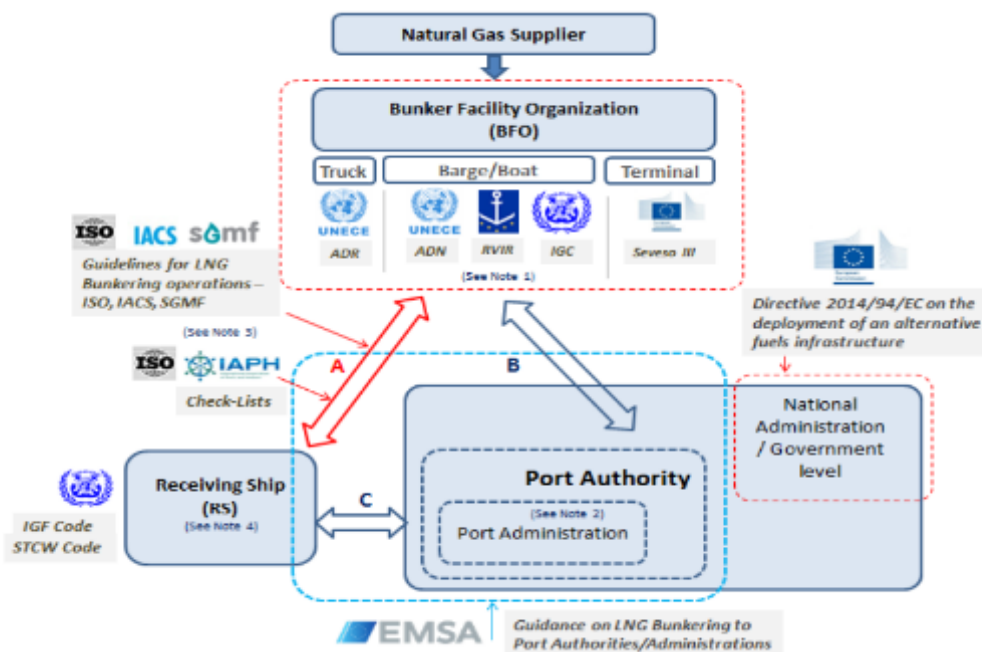 Natural Gas Supplier
Bunker Facility Organization
(BFO)
Truck
Barge/Boat
Terminal
UNECE
UNECE
ADR
ADN
RVIR
IGC
Seveso III
(See Note 1)
ISO IACS sgmf
Guidelines for LNG
Bunkering operations –
ISO, IACS, SGMF
(See Note 3)
ISO IAPH
Check-Lists
A
B
Directive 2014/94/EC on the
deployment of an alternative
fuels infrastructure
National
Administration
/ Government
level
Receiving Ship
(RS)
(See Note 4)
IGF Code
STCW Code
C
Port Authority
(See Note 2)
Port Administration
EMSA
Guidance on LNG Bunkering to
Port Authorities/Administrations